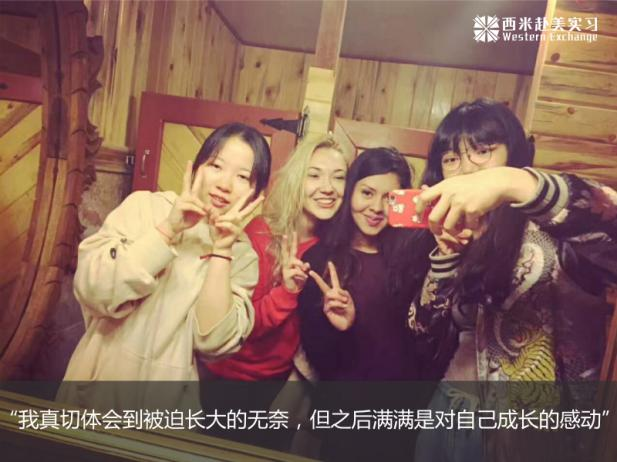 西米赴美实习
Western Exchange
“我真切体会到被迫长大的无奈，但之后满满是对自己成长的感动”